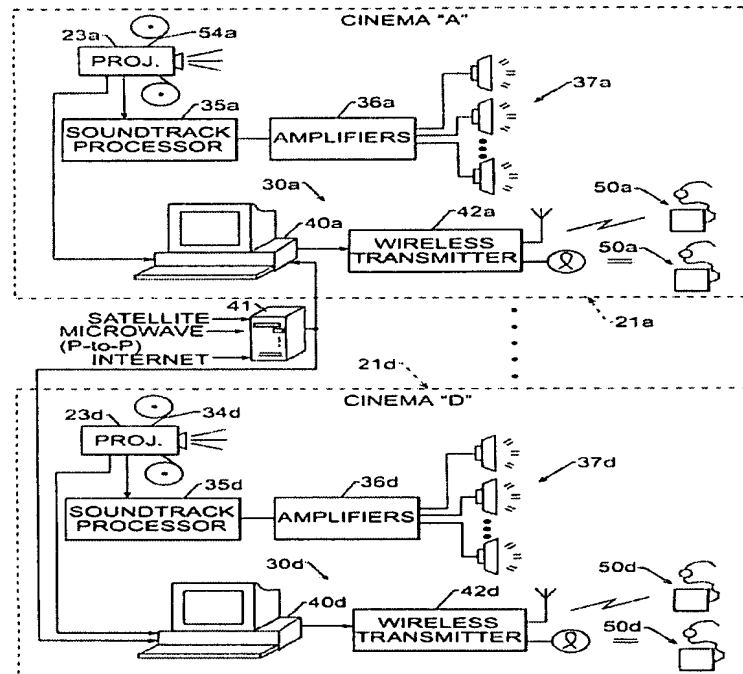 CINEMA "A"
23a
54a
PROJ.
35a
36a
37a
SOUNDTRACK
PROCESSOR
AMPLIFIERS
30a
40a
42a
50a
WIRELESS
TRANSMITTER
50a
21a
SATELLITE
41
MICROWAVE
(P-to-P)
INTERNET
21d
CINEMA "D"
23d
34d
PROJ.
35d
36d
37d
SOUNDTRACK
PROCESSOR
AMPLIFIERS
30d
40d
42d
50d
WIRELESS
TRANSMITTER
50d